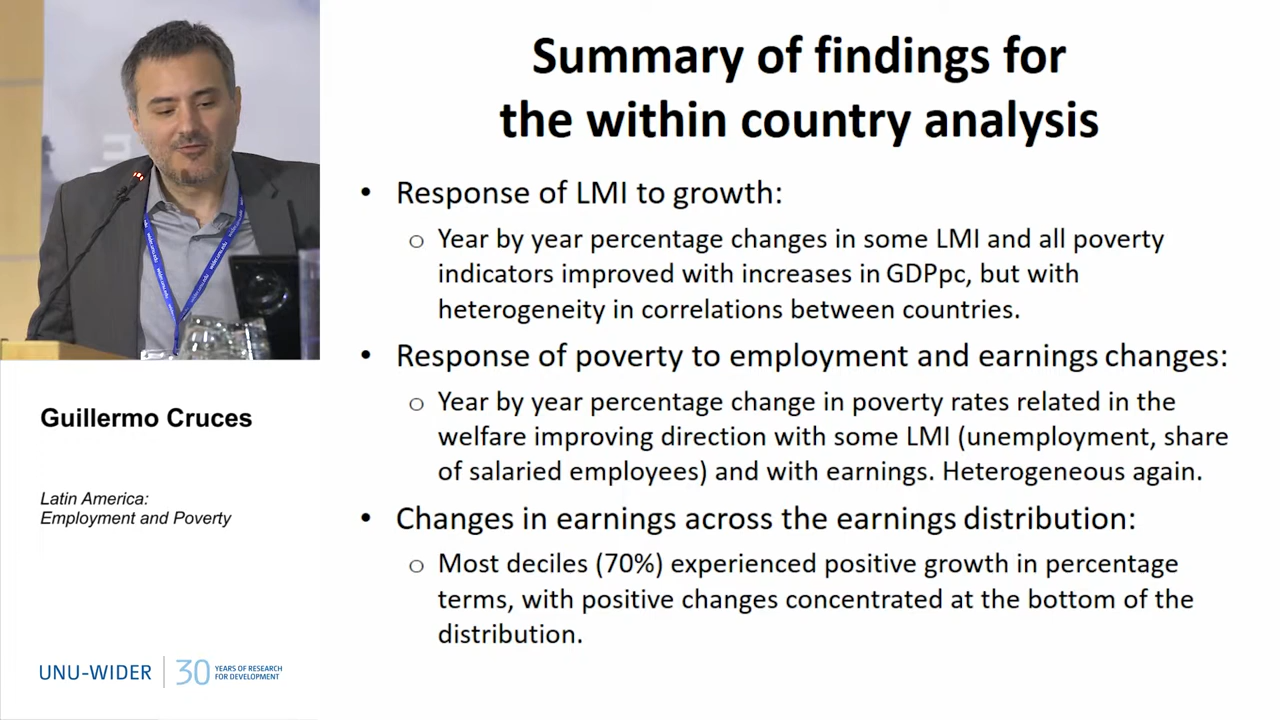 Summary of findings for
the within country analysis
• Response of LMI to growth:
o Year by year percentage changes in some LMI and all poverty
indicators improved with increases in GDPpc, but with
heterogeneity in correlations between countries.
• Response of poverty to employment and earnings changes:
o Year by year percentage change in poverty rates related in the
welfare improving direction with some LMI (unemployment, share
of salaried employees) and with earnings. Heterogeneous again.
• Changes in earnings across the earnings distribution:
o Most deciles (70%) experienced positive growth in percentage
terms, with positive changes concentrated at the bottom of the
distribution.
Guillermo Cruces
Latin America:
Employment and Poverty
UNU-WIDER
30 YEARS OF RESEARCH
FOR DEVELOPMENT